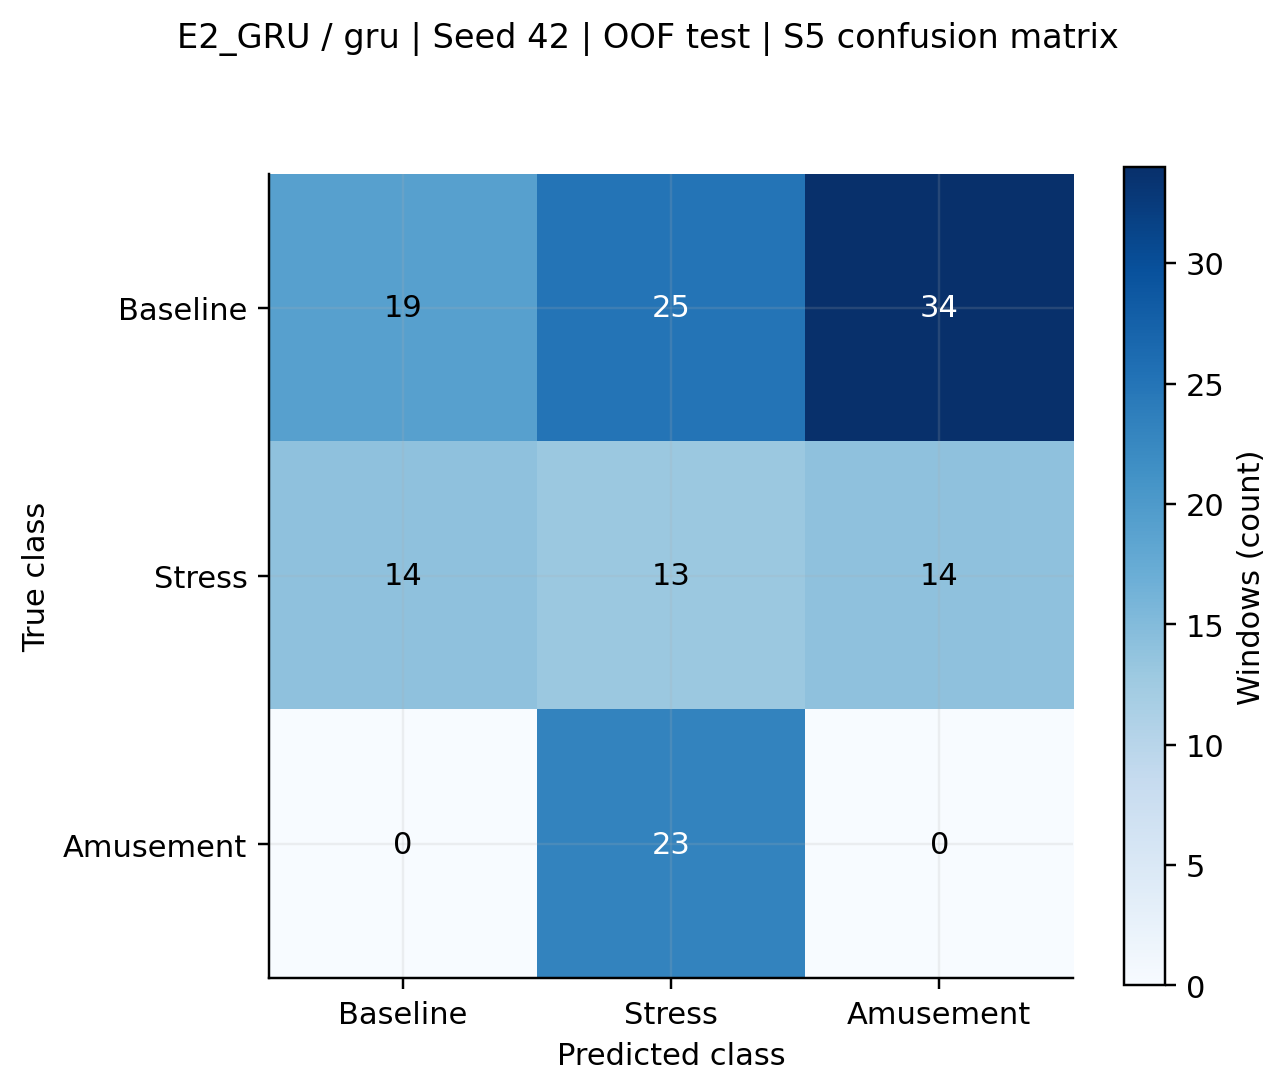 E2_GRU / gru | Seed 42 | OOF test | S5 confusion matrix
Baseline 19 25 34
Stress 14 13 14
Amusement 0 23 0
Baseline Stress Amusement
Predicted class
True class
30
25
20
15
10
5
0
Windows (count)